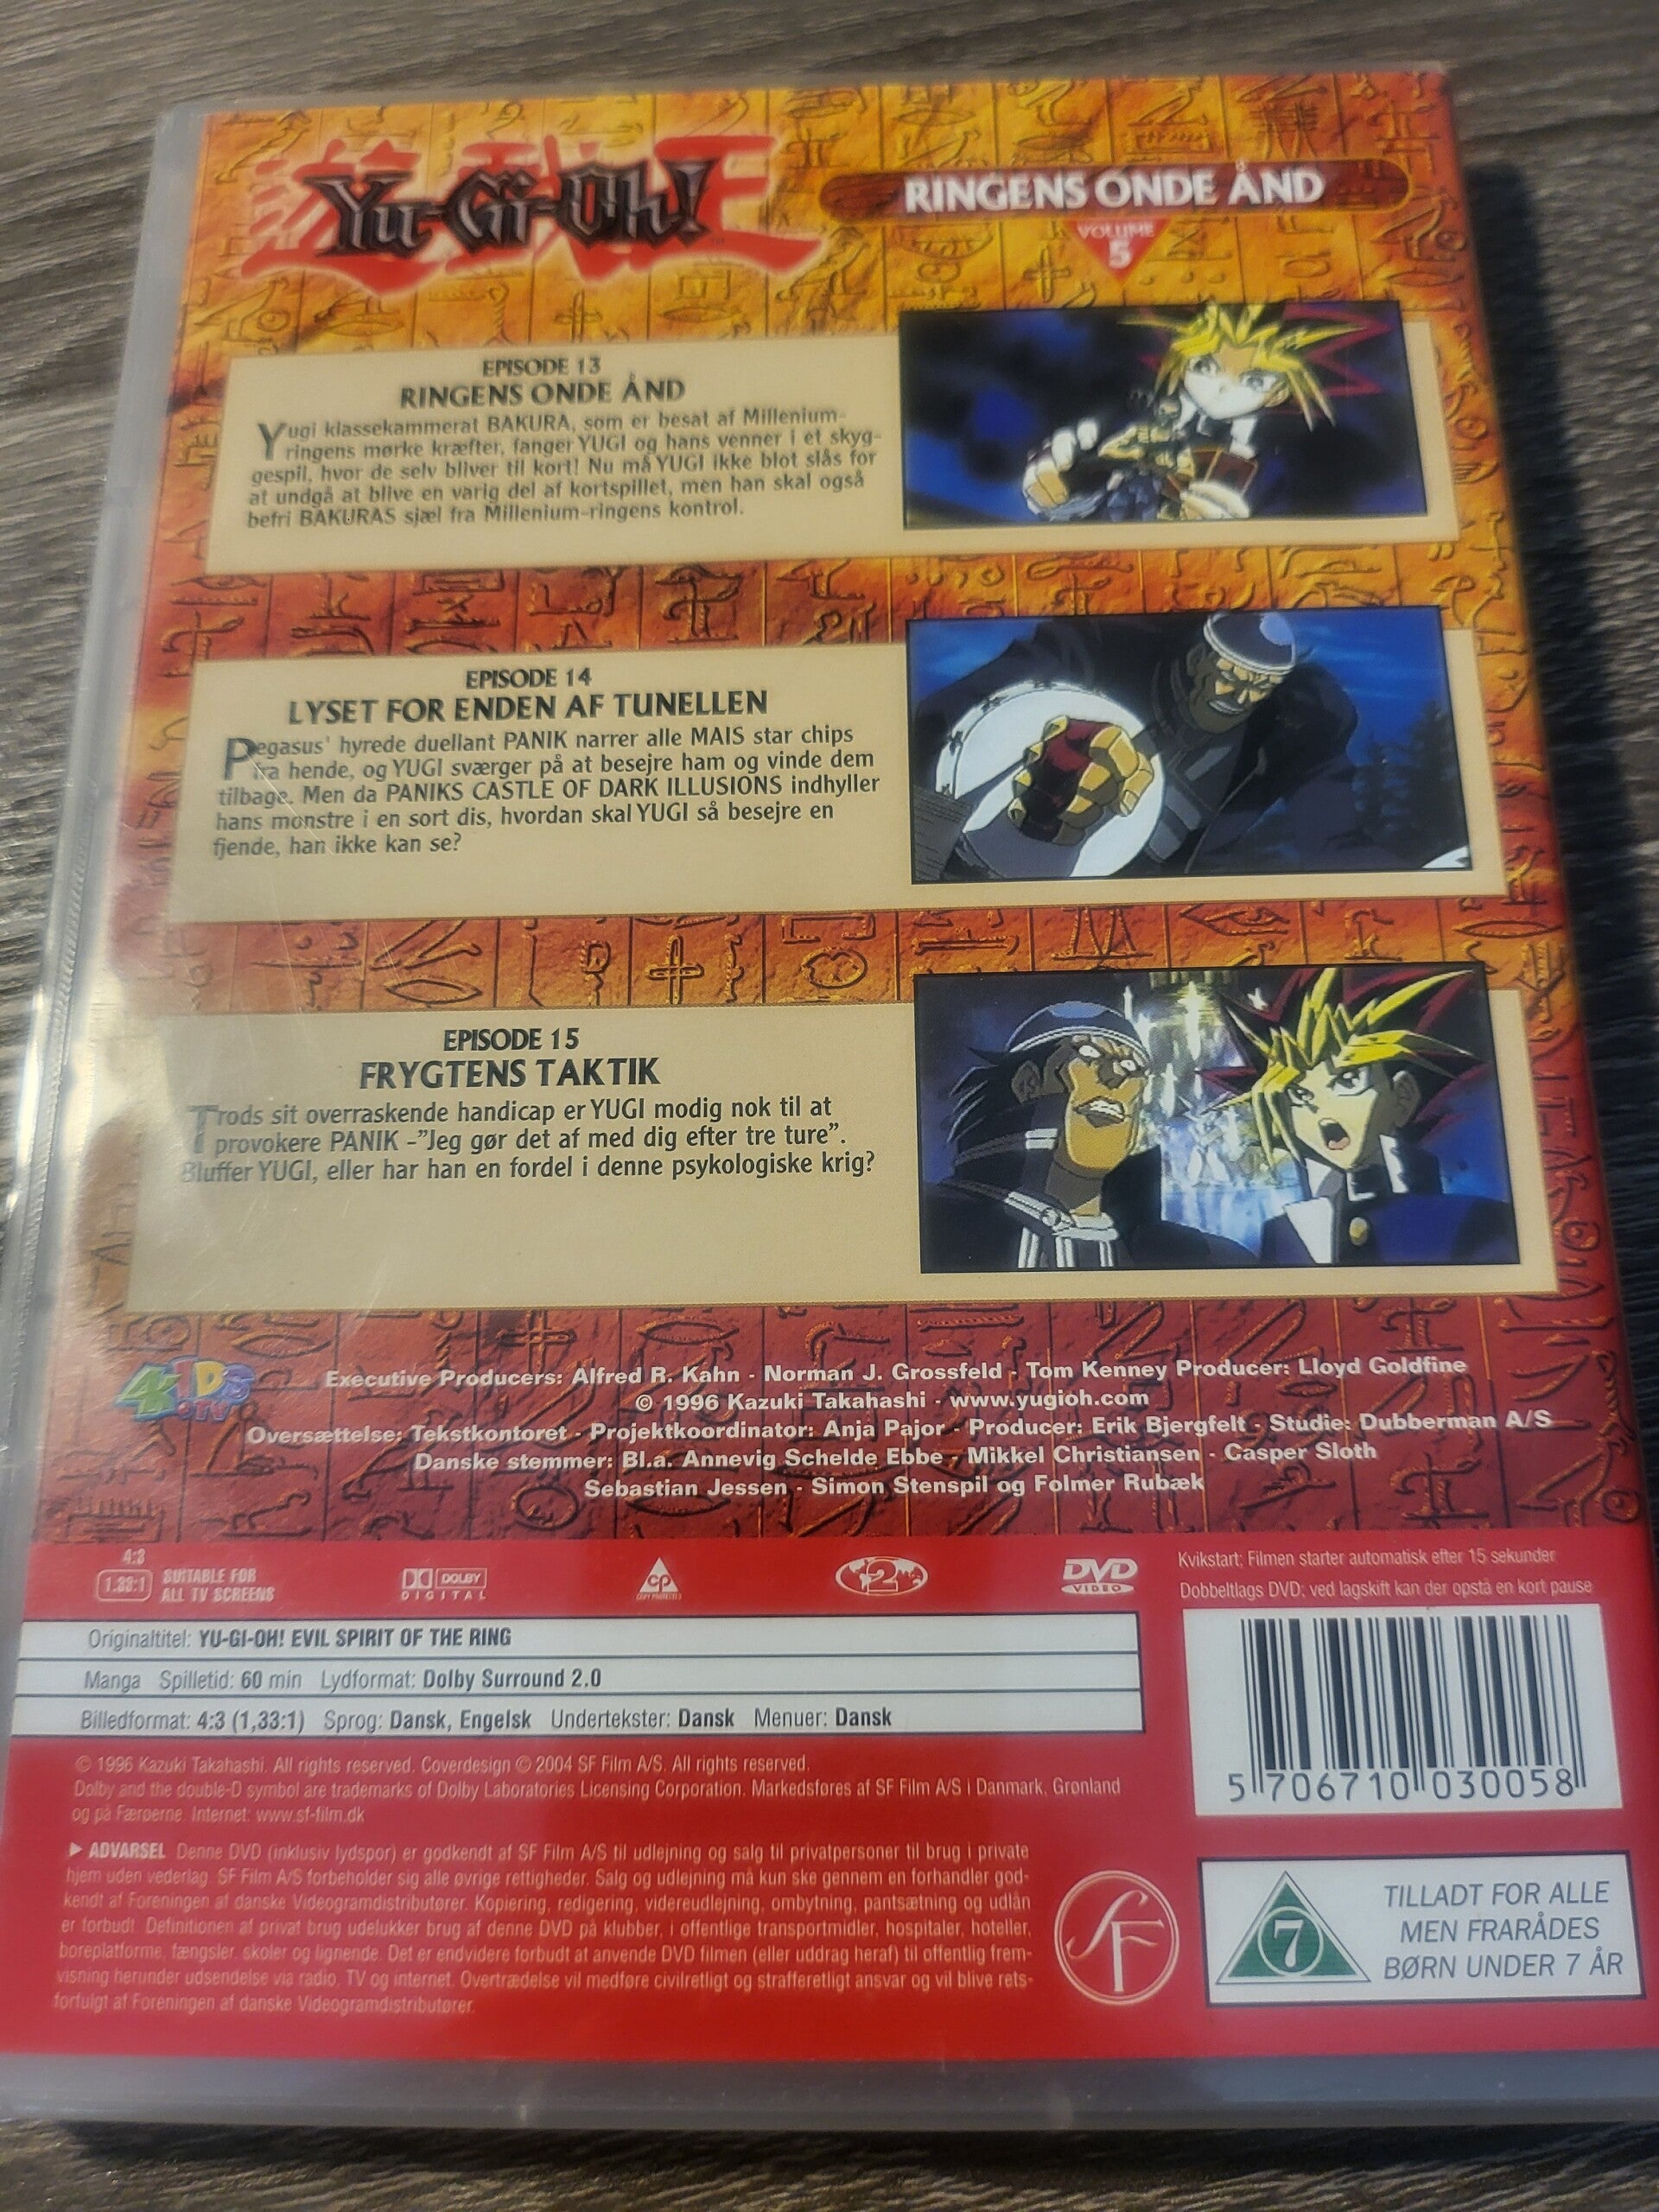 遊戯王
Yu-Gi-Oh!
RINGENS ONDE ÅND
VOLUME
5
EPISODE 13
RINGENS ONDE ÅND
Yugi klassekammerat BAKURA, som er besat af Millenium-
ringens mørke kræfter, fanger YUGI og hans venner i et skyg-
gespil, hvor de selv bliver til kort! Nu må YUGI ikke blot slås for
at undgå at blive en varig del af kortspillet, men han skal også
befri BAKURAS sjæl fra Millenium-ringens kontrol.
EPISODE 14
LYSET FOR ENDEN AF TUNELLEN
Pegasus' hyrede duellant PANIK narrer alle MAIS star chips
fra hende, og YUGI sværger på at besejre ham og vinde dem
tilbage. Men da PANIKS CASTLE OF DARK ILLUSIONS indhyller
hans monstre i en sort dis, hvordan skal YUGI så besejre en
fjende, han ikke kan se?
EPISODE 15
FRYGTENS TAKTIK
Trods sit overraskende handicap er YUGI modig nok til at
provokere PANIK -"Jeg gør det af med dig efter tre ture".
Bluffer YUGI, eller har han en fordel i denne psykologiske krig?
4KIDS
TV
Executive Producers: Alfred R. Kahn - Norman J. Grossfeld - Tom Kenney Producer: Lloyd Goldfine
© 1996 Kazuki Takahashi - www.yugioh.com
Oversættelse: Tekstkontoret - Projektkoordinator: Anja Pajor - Producer: Erik Bjergfelt - Studie: Dubberman A/S
Danske stemmer: Bl.a. Annevig Schelde Ebbe - Mikkel Christiansen - Casper Sloth
Sebastian Jessen - Simon Stenspil og Folmer Rubæk
4:3
1.33:1
SUITABLE FOR
ALL TV SCREENS
DOLBY
DIGITAL
CP
2
DVD
VIDEO
Kvikstart: Filmen starter automatisk efter 15 sekunder
Dobbeltlags DVD: ved lagskift kan der opstå en kort pause
Originaltitel: YU-GI-OH! EVIL SPIRIT OF THE RING
Manga Spilletid: 60 min Lydformat: Dolby Surround 2.0
Billedformat: 4:3 (1,33:1) Sprog: Dansk, Engelsk Undertekster: Dansk Menuer: Dansk
5 706710 030058
© 1996 Kazuki Takahashi. All rights reserved. Coverdesign © 2004 SF Film A/S. All rights reserved.
Dolby and the double-D symbol are trademarks of Dolby Laboratories Licensing Corporation. Markedsføres af SF Film A/S i Danmark, Grønland
og på Færøerne. Internet: www.sf-film.dk
▶ ADVARSEL Denne DVD (inklusiv lydspor) er godkendt af SF Film A/S til udlejning og salg til privatpersoner til brug i private
hjem uden vederlag. SF Film A/S forbeholder sig alle øvrige rettigheder. Salg og udlejning må kun ske gennem en forhandler god-
kendt af Foreningen af danske Videogramdistributører. Kopiering, redigering, videreudlejning, ombytning, pantsætning og udlån
er forbudt. Definitionen af privat brug udelukker brug af denne DVD på klubber, i offentlige transportmidler, hospitaler, hoteller,
boreplatforme, fængsler, skoler og lignende. Det er endvidere forbudt at anvende DVD filmen (eller uddrag heraf) til offentlig frem-
visning herunder udsendelse via radio, TV og internet. Overtrædelse vil medføre civilretligt og strafferetligt ansvar og vil blive rets-
forfulgt af Foreningen af danske Videogramdistributører.
SF
7
TILLADT FOR ALLE
MEN FRARÅDES
BØRN UNDER 7 ÅR